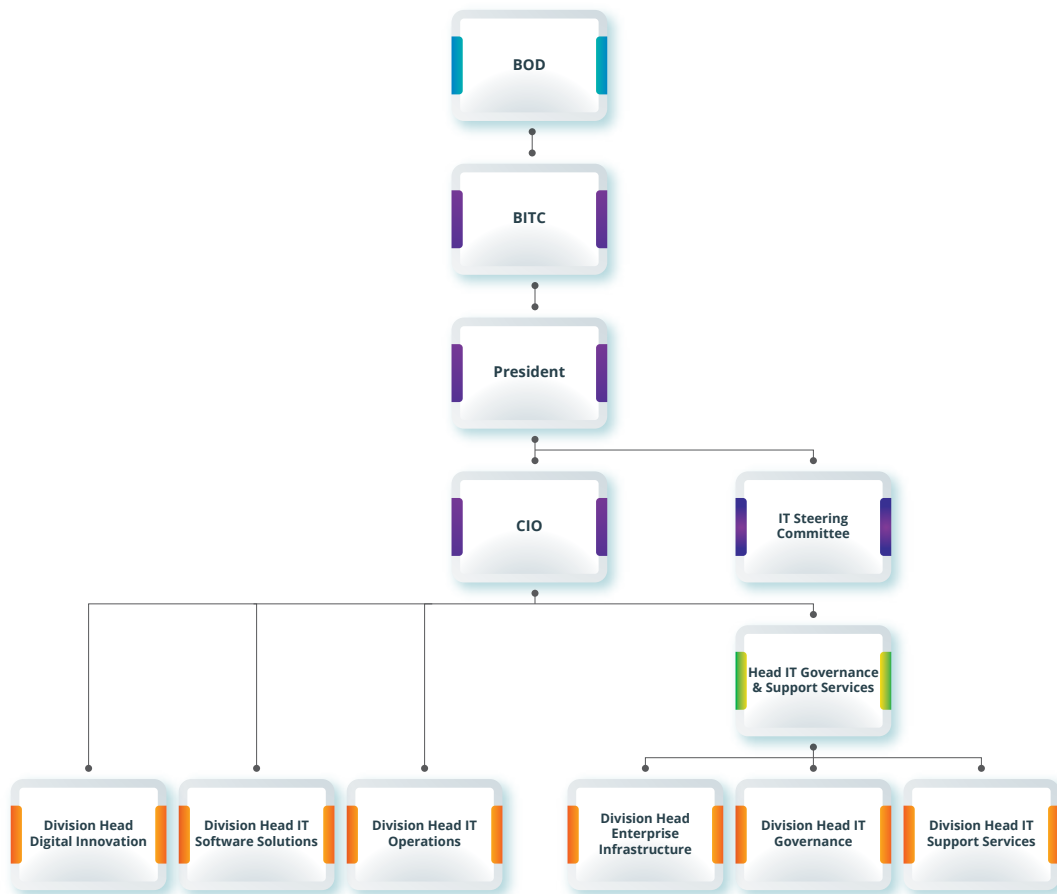 BOD
BITC
President
CIO
IT Steering
Committee
Head IT Governance
& Support Services
Division Head
Digital Innovation
Division Head IT
Software Solutions
Division Head IT
Operations
Division Head
Enterprise
Infrastructure
Division Head IT
Governance
Division Head IT
Support Services